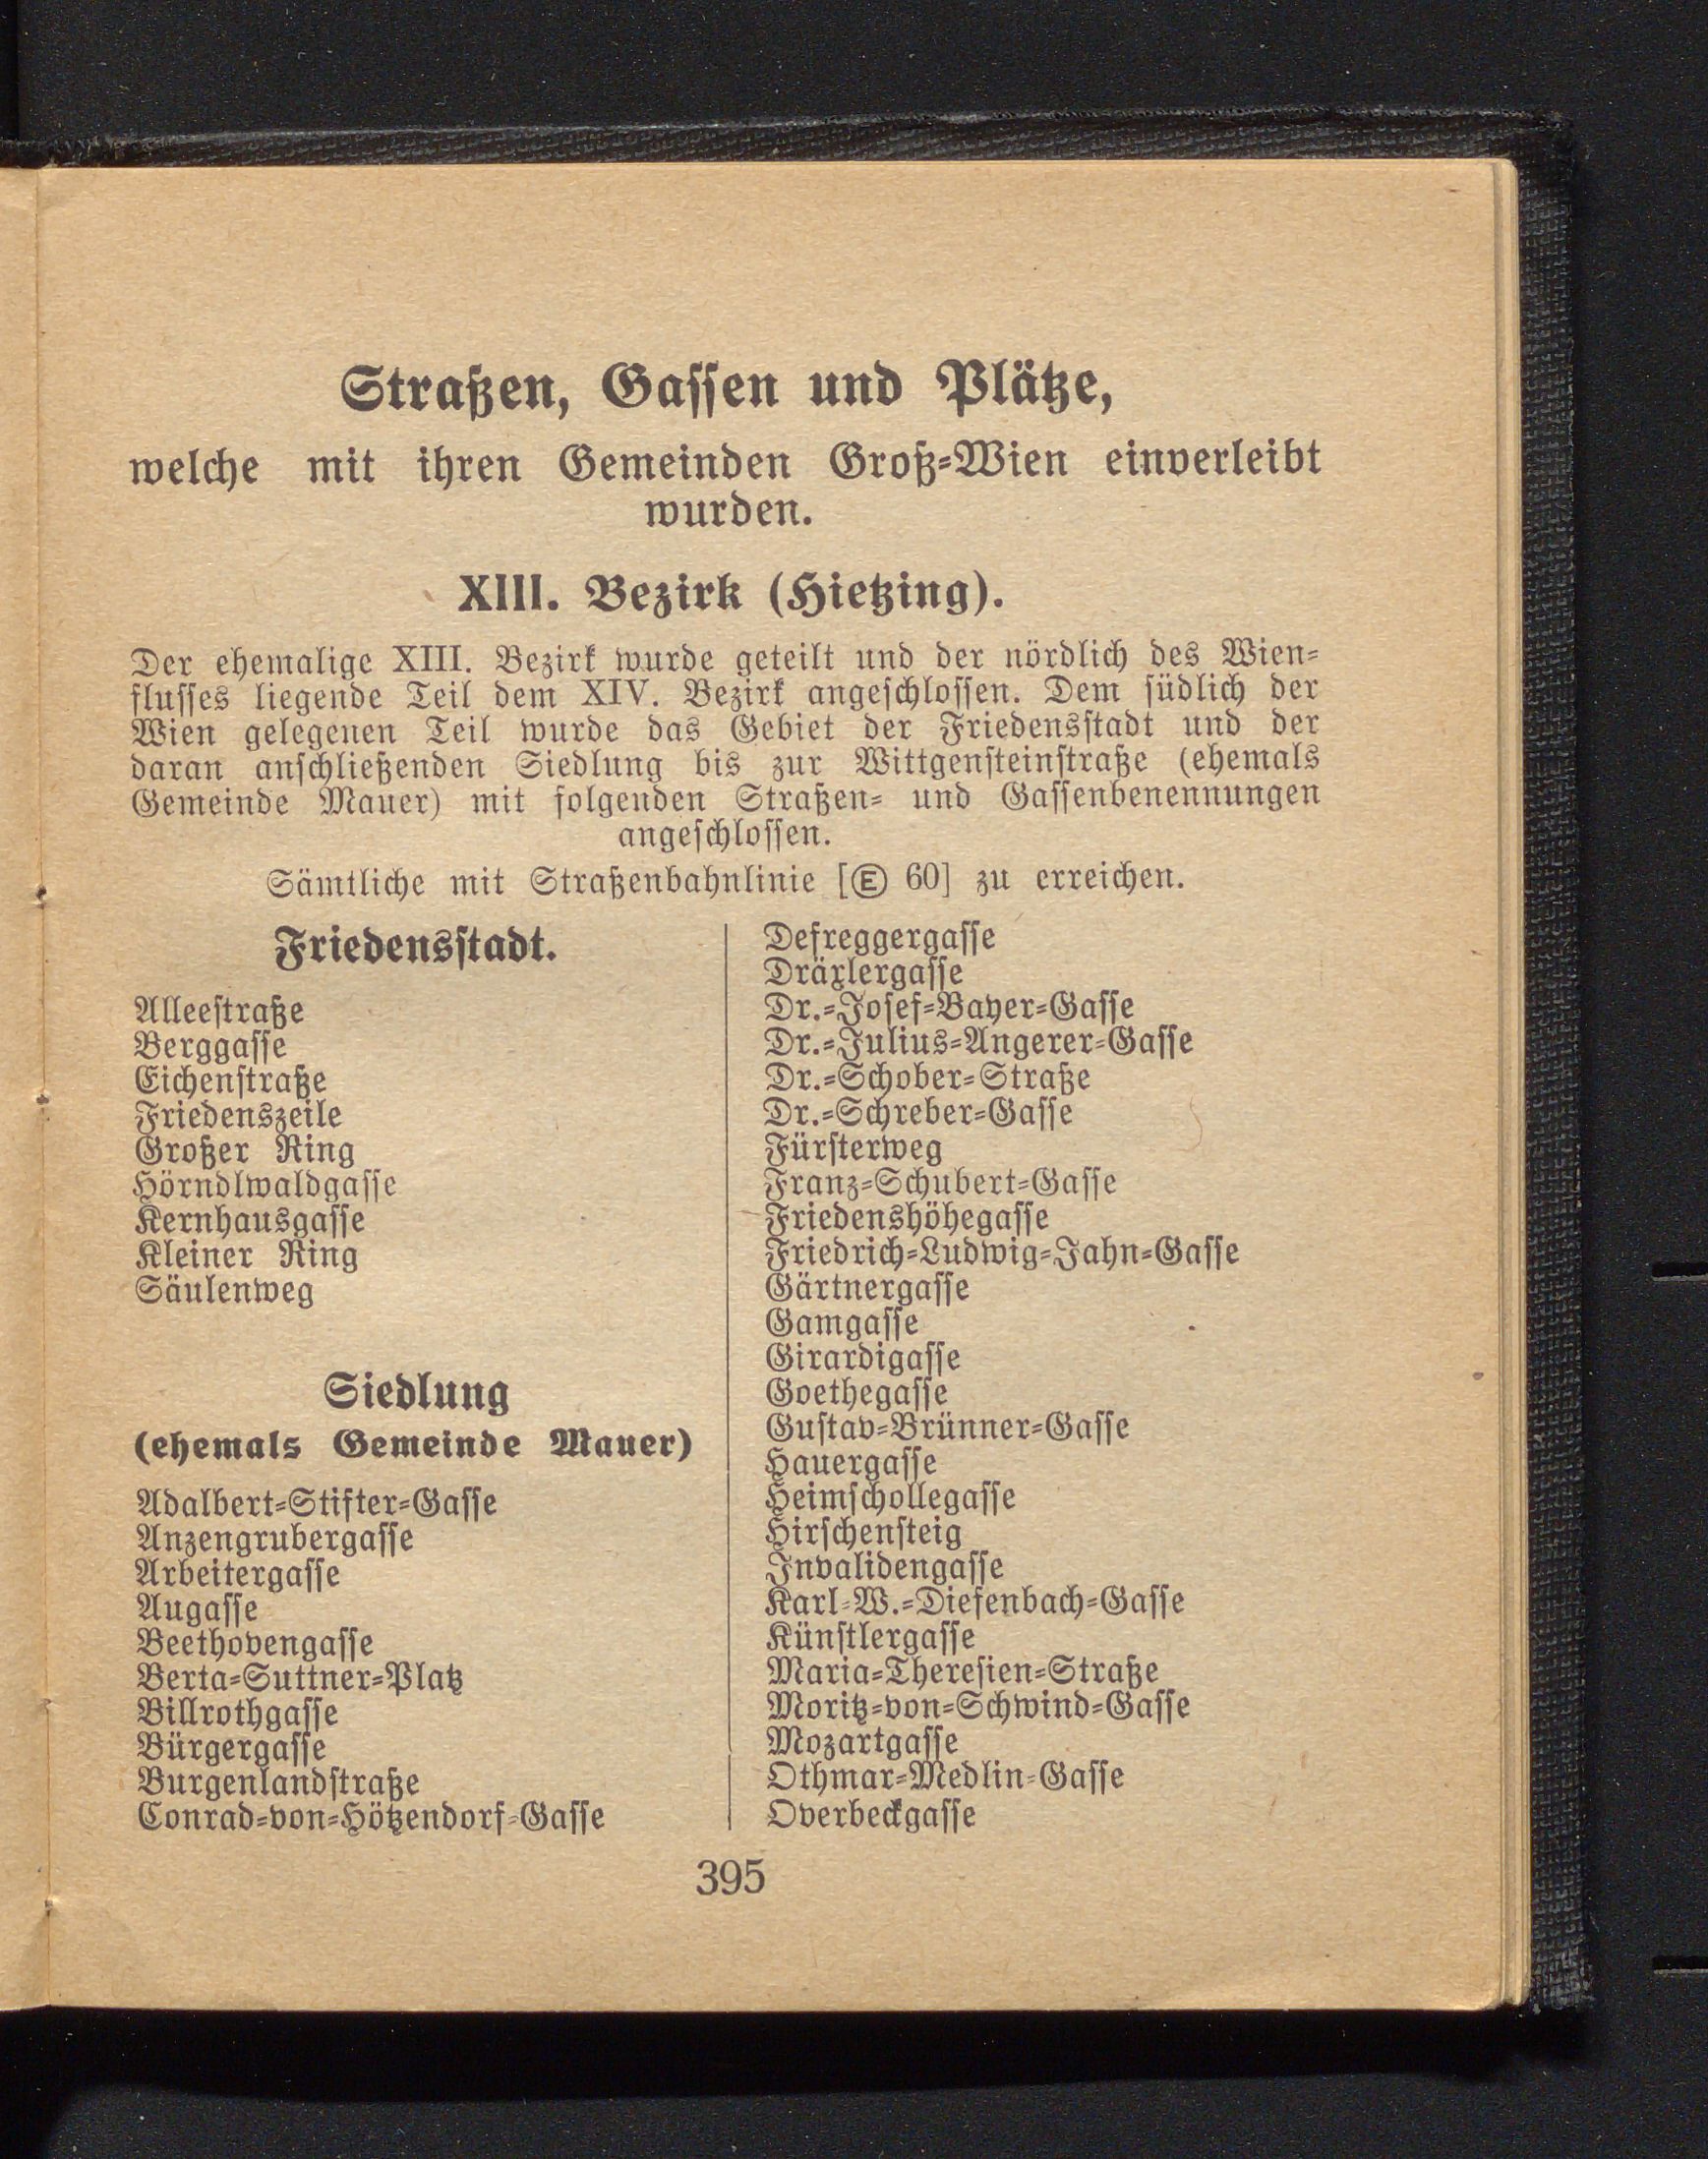 Straßen, Gassen und Plätze,
welche mit ihren Gemeinden Groß-Wien einverleibt
wurden.
XIII. Bezirk (Hietzing).
Der ehemalige XIII. Bezirk wurde geteilt und der nördlich des Wien-
flusses liegende Teil dem XIV. Bezirk angeschlossen. Dem südlich der
Wien gelegenen Teil wurde das Gebiet der Friedensstadt und der
daran anschließenden Siedlung bis zur Wittgensteinstraße (ehemals
Gemeinde Mauer) mit folgenden Straßen- und Gassenbenennungen
angeschlossen.
Sämtliche mit Straßenbahnlinie [Ⓔ 60] zu erreichen.
Friedensstadt.
Alleestraße
Berggasse
Eichenstraße
Friedenszeile
Großer Ring
Hörndlwaldgasse
Kernhausgasse
Kleiner Ring
Säulenweg
Siedlung
(ehemals Gemeinde Mauer)
Adalbert-Stifter-Gasse
Anzengrubergasse
Arbeitergasse
Augasse
Beethovengasse
Berta-Suttner-Platz
Billrothgasse
Bürgergasse
Burgenlandstraße
Conrad-von-Hötzendorf-Gasse
Defreggergasse
Dräxlergasse
Dr.-Josef-Bayer-Gasse
Dr.-Julius-Angerer-Gasse
Dr.-Schober-Straße
Dr.-Schreber-Gasse
Fürsterweg
Franz-Schubert-Gasse
Friedenshöhegasse
Friedrich-Ludwig-Jahn-Gasse
Gärtnergasse
Gamgasse
Girardigasse
Goethegasse
Gustav-Brünner-Gasse
Hauergasse
Heimschollegasse
Hirschensteig
Invalidengasse
Karl-W.-Diefenbach-Gasse
Künstlergasse
Maria-Theresien-Straße
Moritz-von-Schwind-Gasse
Mozartgasse
Othmar-Medlin-Gasse
Overbeckgasse
395